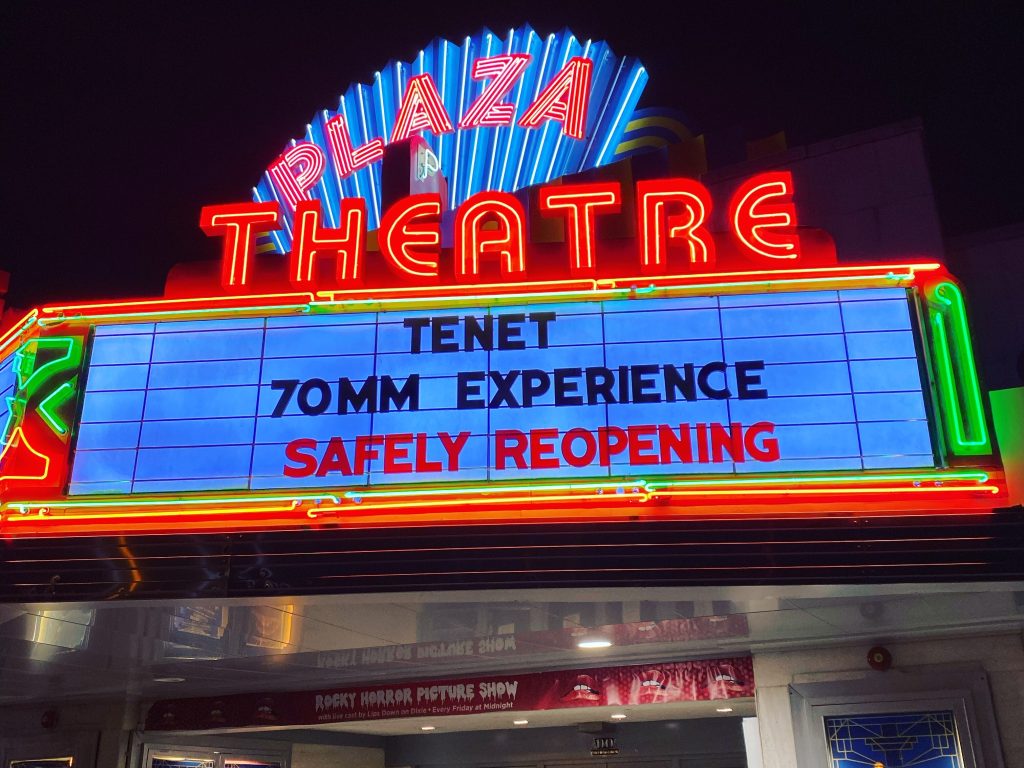 PLAZA
THEATRE
TENET
70MM EXPERIENCE
SAFELY REOPENING
ROCKY HORROR PICTURE SHOW
with live cast by Lips Down on Dixie • Every Friday at Midnight